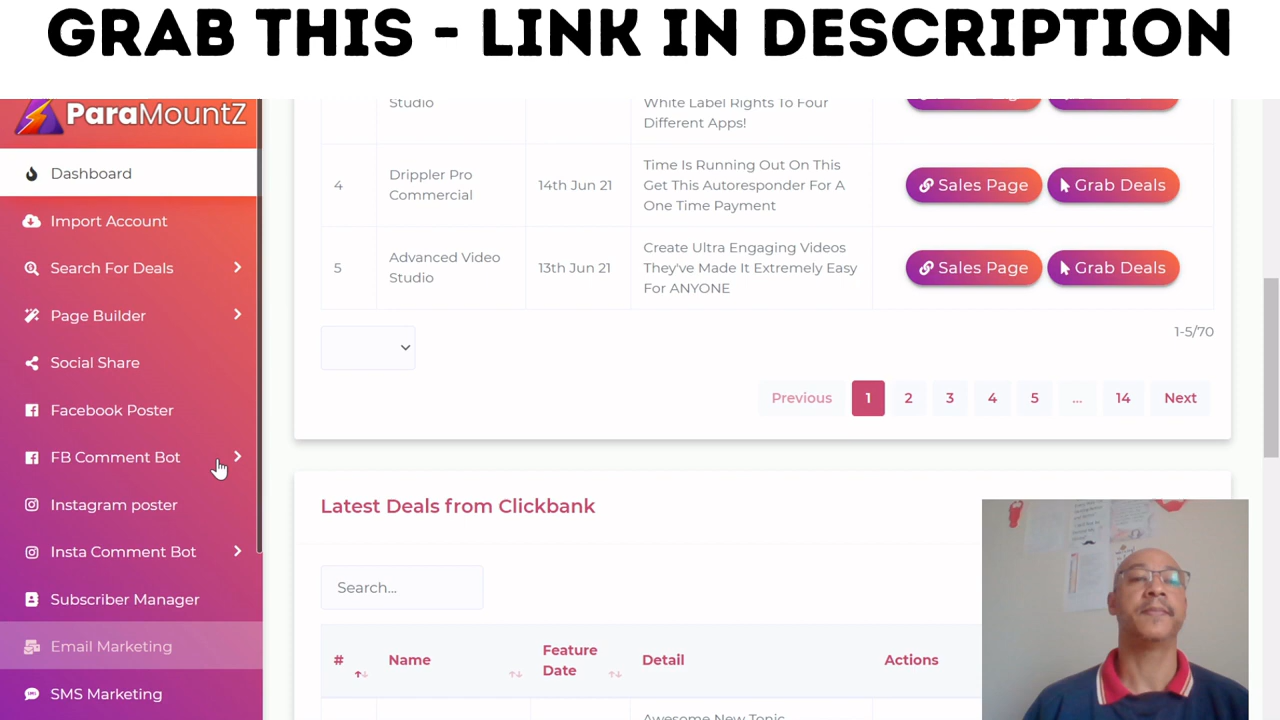 GRAB THIS - LINK IN DESCRIPTION
ParaMountZ
Dashboard
Import Account
Search For Deals
Page Builder
Social Share
Facebook Poster
FB Comment Bot
Instagram poster
Insta Comment Bot
Subscriber Manager
Email Marketing
SMS Marketing
Studio
White Label Rights To Four
Different Apps!
4
Drippler Pro
Commercial
14th Jun 21
Time Is Running Out On This
Get This Autoresponder For A
One Time Payment
Sales Page
Grab Deals
5
Advanced Video
Studio
13th Jun 21
Create Ultra Engaging Videos
They've Made It Extremely Easy
For ANYONE
Sales Page
Grab Deals
1-5/70
Previous 1 2 3 4 5 ... 14 Next
Latest Deals from Clickbank
Search...
#
Name
Feature
Date
Detail
Actions
Awesome New Tonic